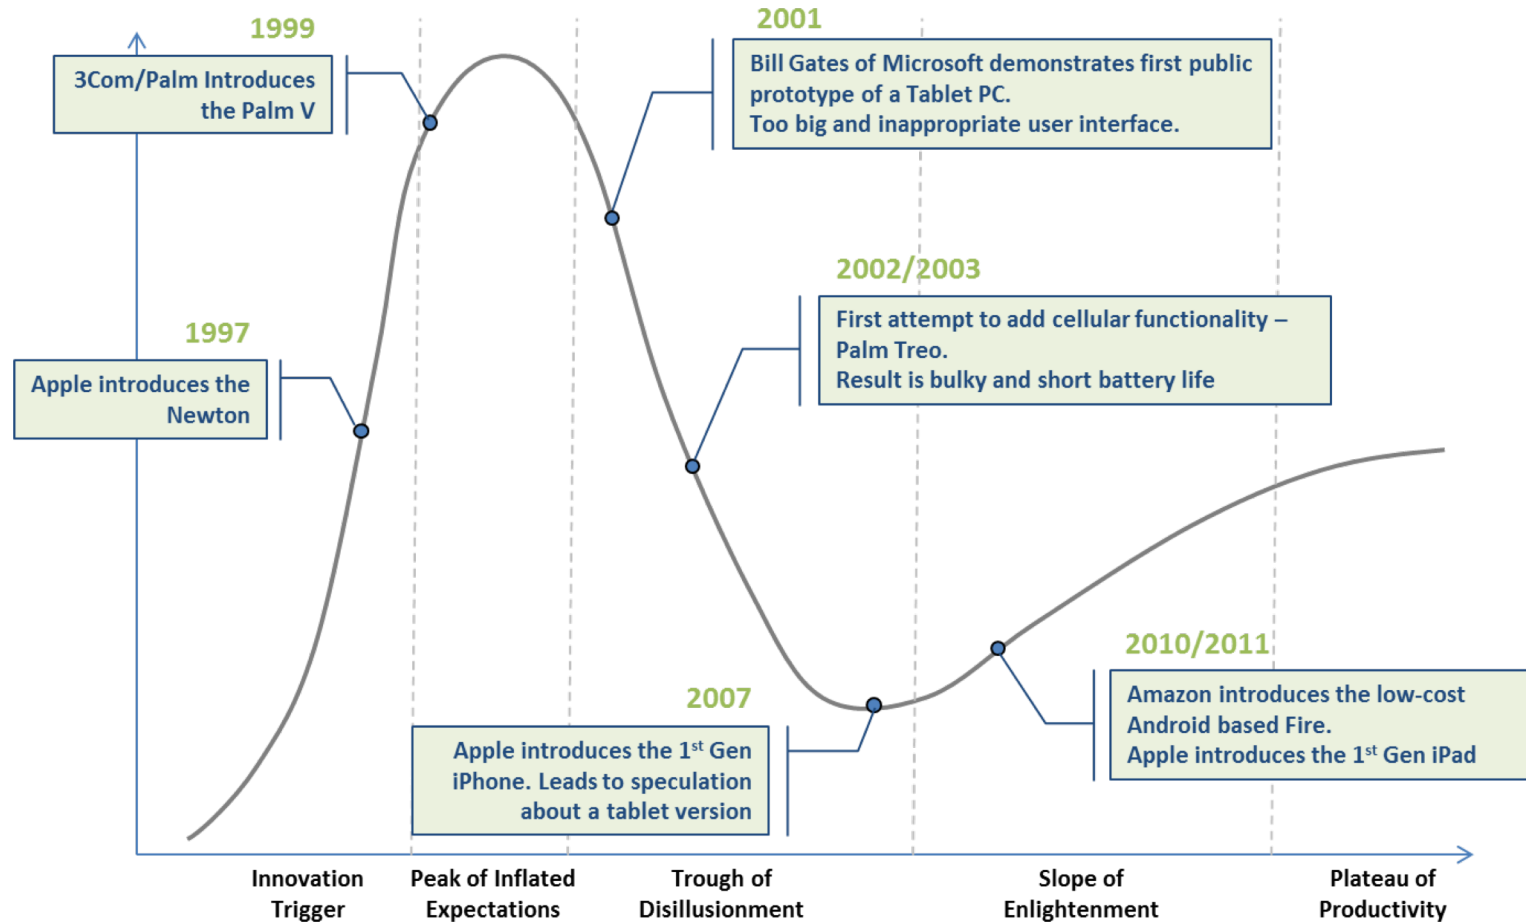 1999
3Com/Palm Introduces
the Palm V
2001
Bill Gates of Microsoft demonstrates first public
prototype of a Tablet PC.
Too big and inappropriate user interface.
2002/2003
First attempt to add cellular functionality –
Palm Treo.
Result is bulky and short battery life
1997
Apple introduces the
Newton
2007
Apple introduces the 1st Gen
iPhone. Leads to speculation
about a tablet version
2010/2011
Amazon introduces the low-cost
Android based Fire.
Apple introduces the 1st Gen iPad
Innovation
Trigger
Peak of Inflated
Expectations
Trough of
Disillusionment
Slope of
Enlightenment
Plateau of
Productivity